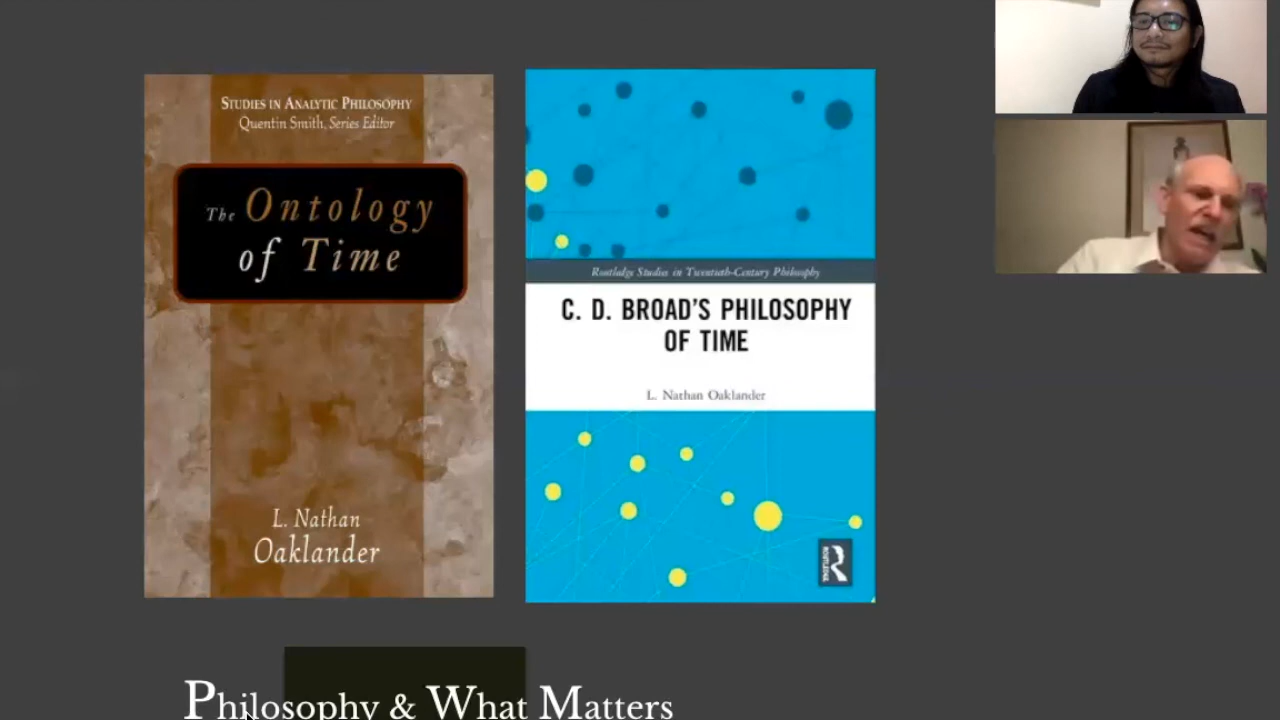 STUDIES IN ANALYTIC PHILOSOPHY
Quentin Smith, Series Editor
The Ontology
of Time
L. Nathan
Oaklander
Routledge Studies in Twentieth-Century Philosophy
C. D. BROAD'S PHILOSOPHY
OF TIME
L. Nathan Oaklander
ROUTLEDGE
Philosophy & What Matters